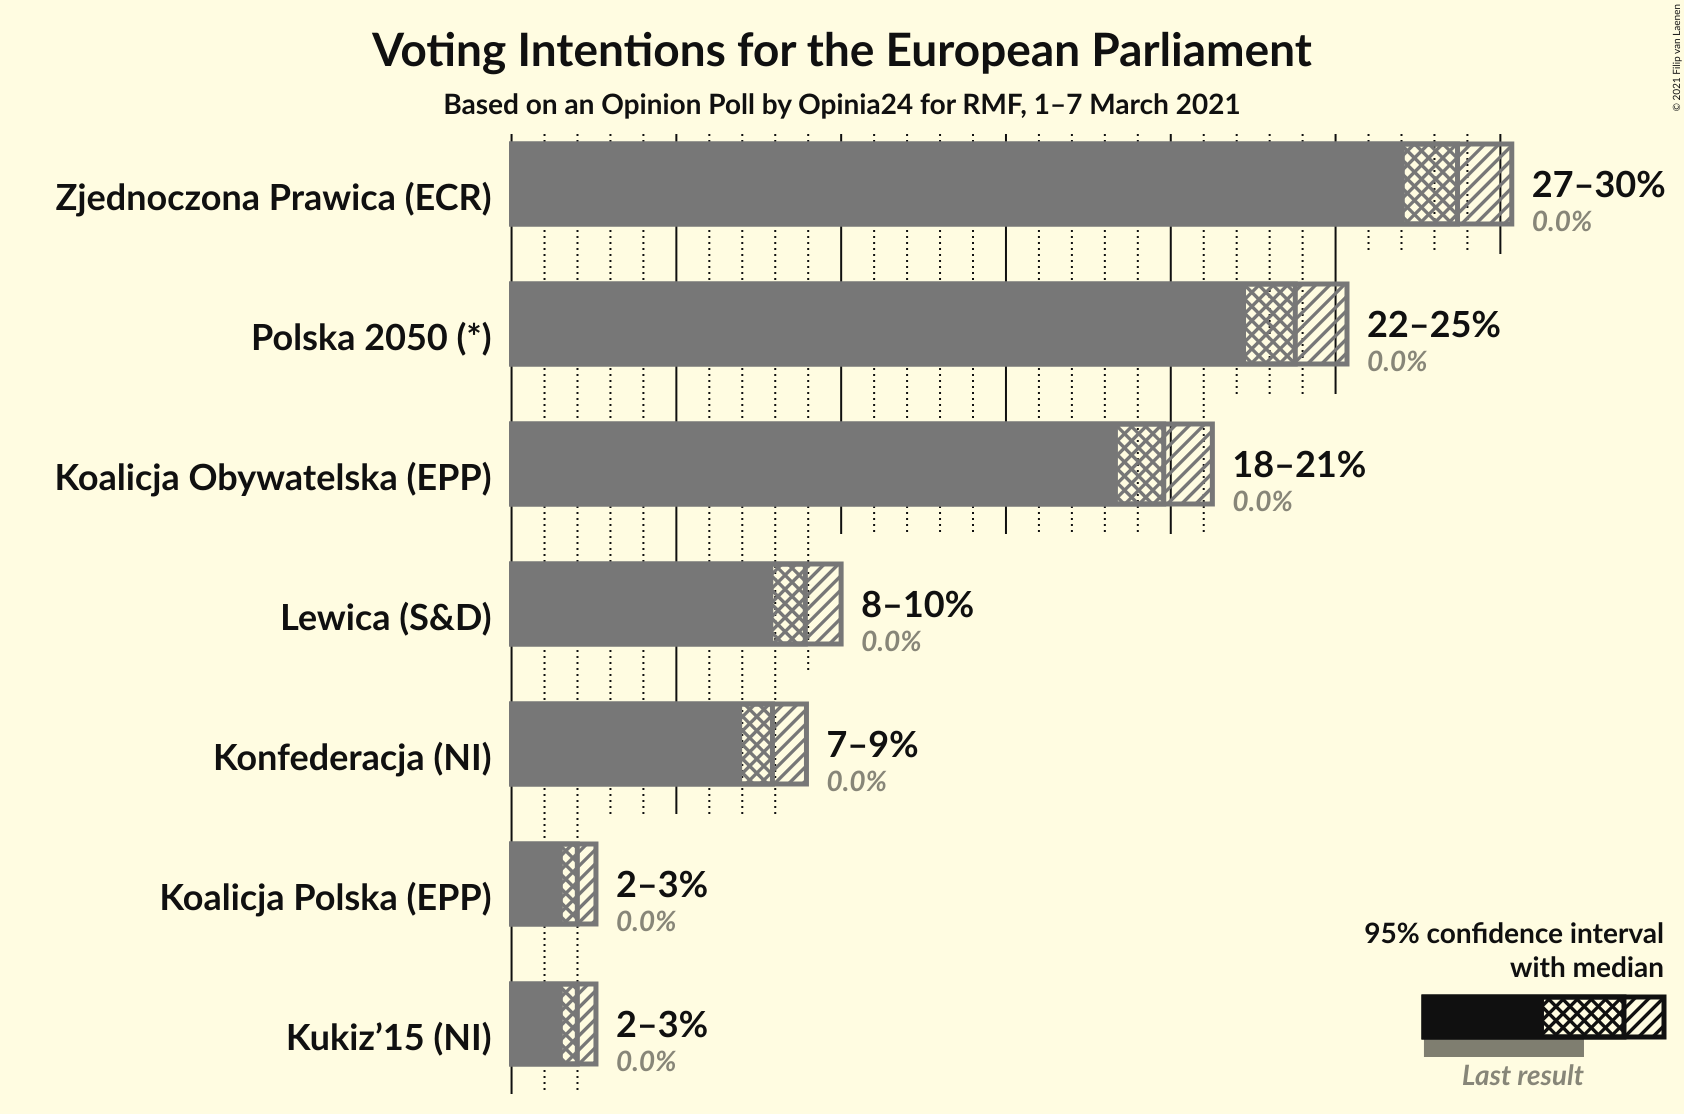 Voting Intentions for the European Parliament
Based on an Opinion Poll by Opinia24 for RMF, 1–7 March 2021
© 2021 Filip van Laenen
Zjednoczona Prawica (ECR)
27–30%
0.0%
Polska 2050 (*)
22–25%
0.0%
Koalicja Obywatelska (EPP)
18–21%
0.0%
Lewica (S&D)
8–10%
0.0%
Konfederacja (NI)
7–9%
0.0%
Koalicja Polska (EPP)
2–3%
0.0%
Kukiz’15 (NI)
2–3%
0.0%
95% confidence interval
with median
Last result